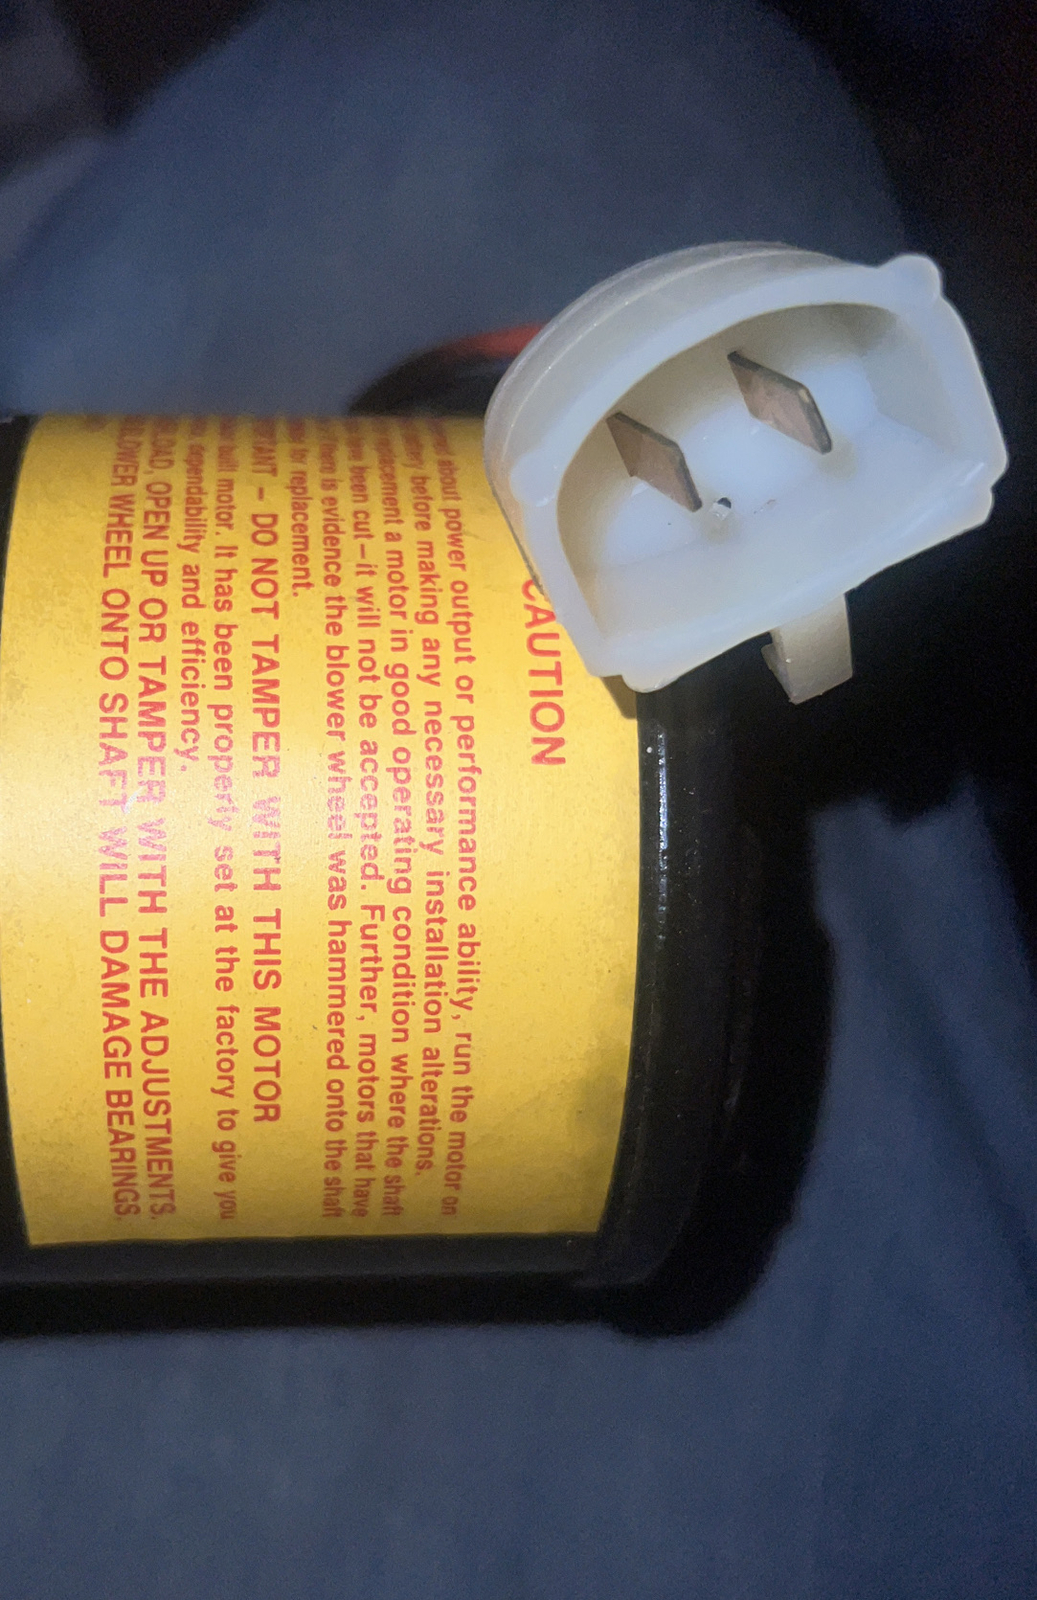 CAUTION
about power output or performance ability, run the motor on
before making any necessary installation alterations.
a motor in good operating condition where the shaft
been cut – it will not be accepted. Further, motors that have
there is evidence the blower wheel was hammered onto the shaft
for replacement.
– DO NOT TAMPER WITH THIS MOTOR
built motor. It has been properly set at the factory to give you
dependability and efficiency.
OPEN UP OR TAMPER WITH THE ADJUSTMENTS.
BLOWER WHEEL ONTO SHAFT WILL DAMAGE BEARINGS.